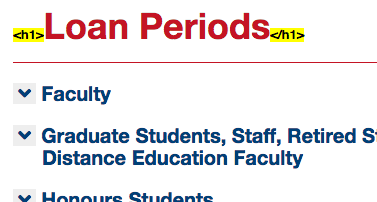 <h1>Loan Periods</h1>
Faculty
Graduate Students, Staff, Retired
Distance Education Faculty
Honours Students